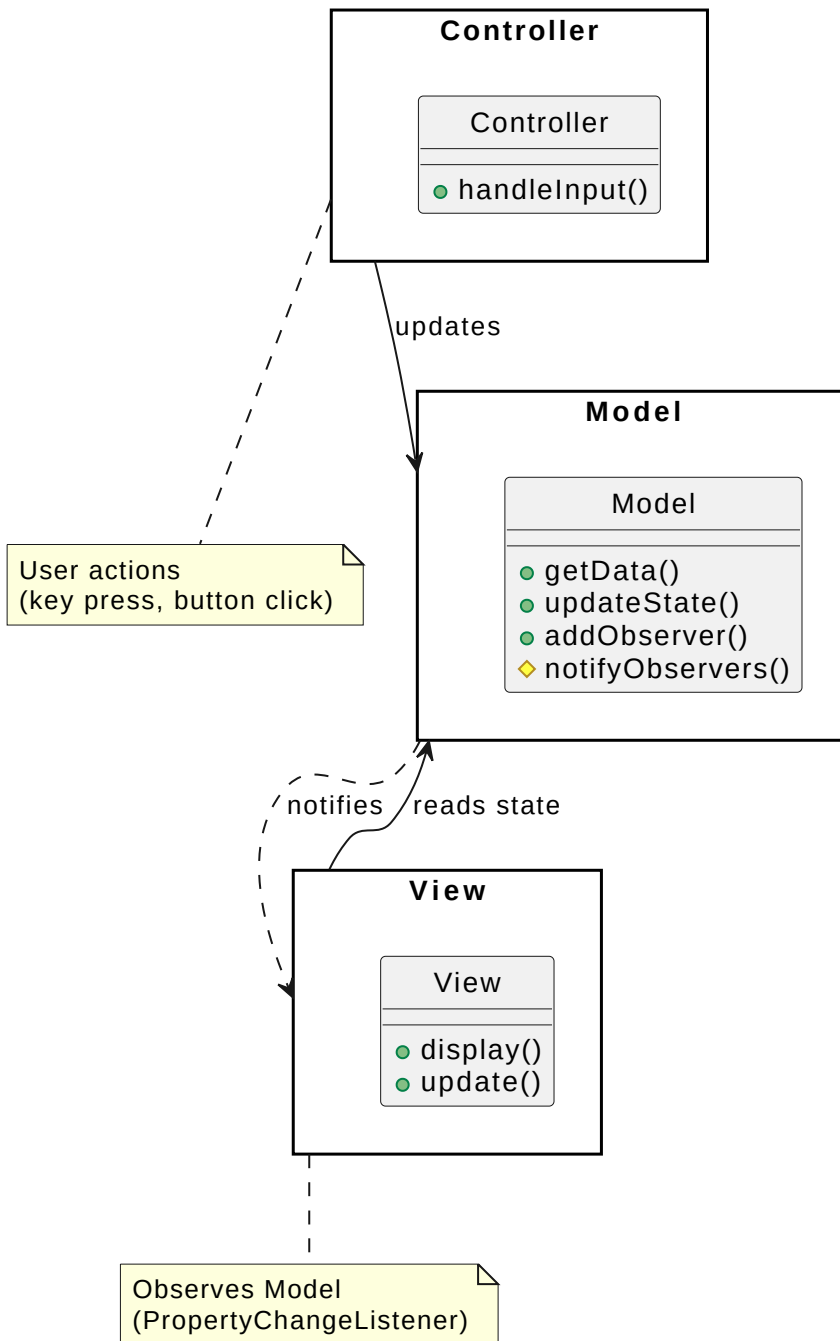 Controller
Controller
handleInput()
updates
Model
Model
User actions
(key press, button click)
getData()
updateState()
addObserver()
notifyObservers()
notifies
reads state
View
View
display()
update()
Observes Model
(PropertyChangeListener)